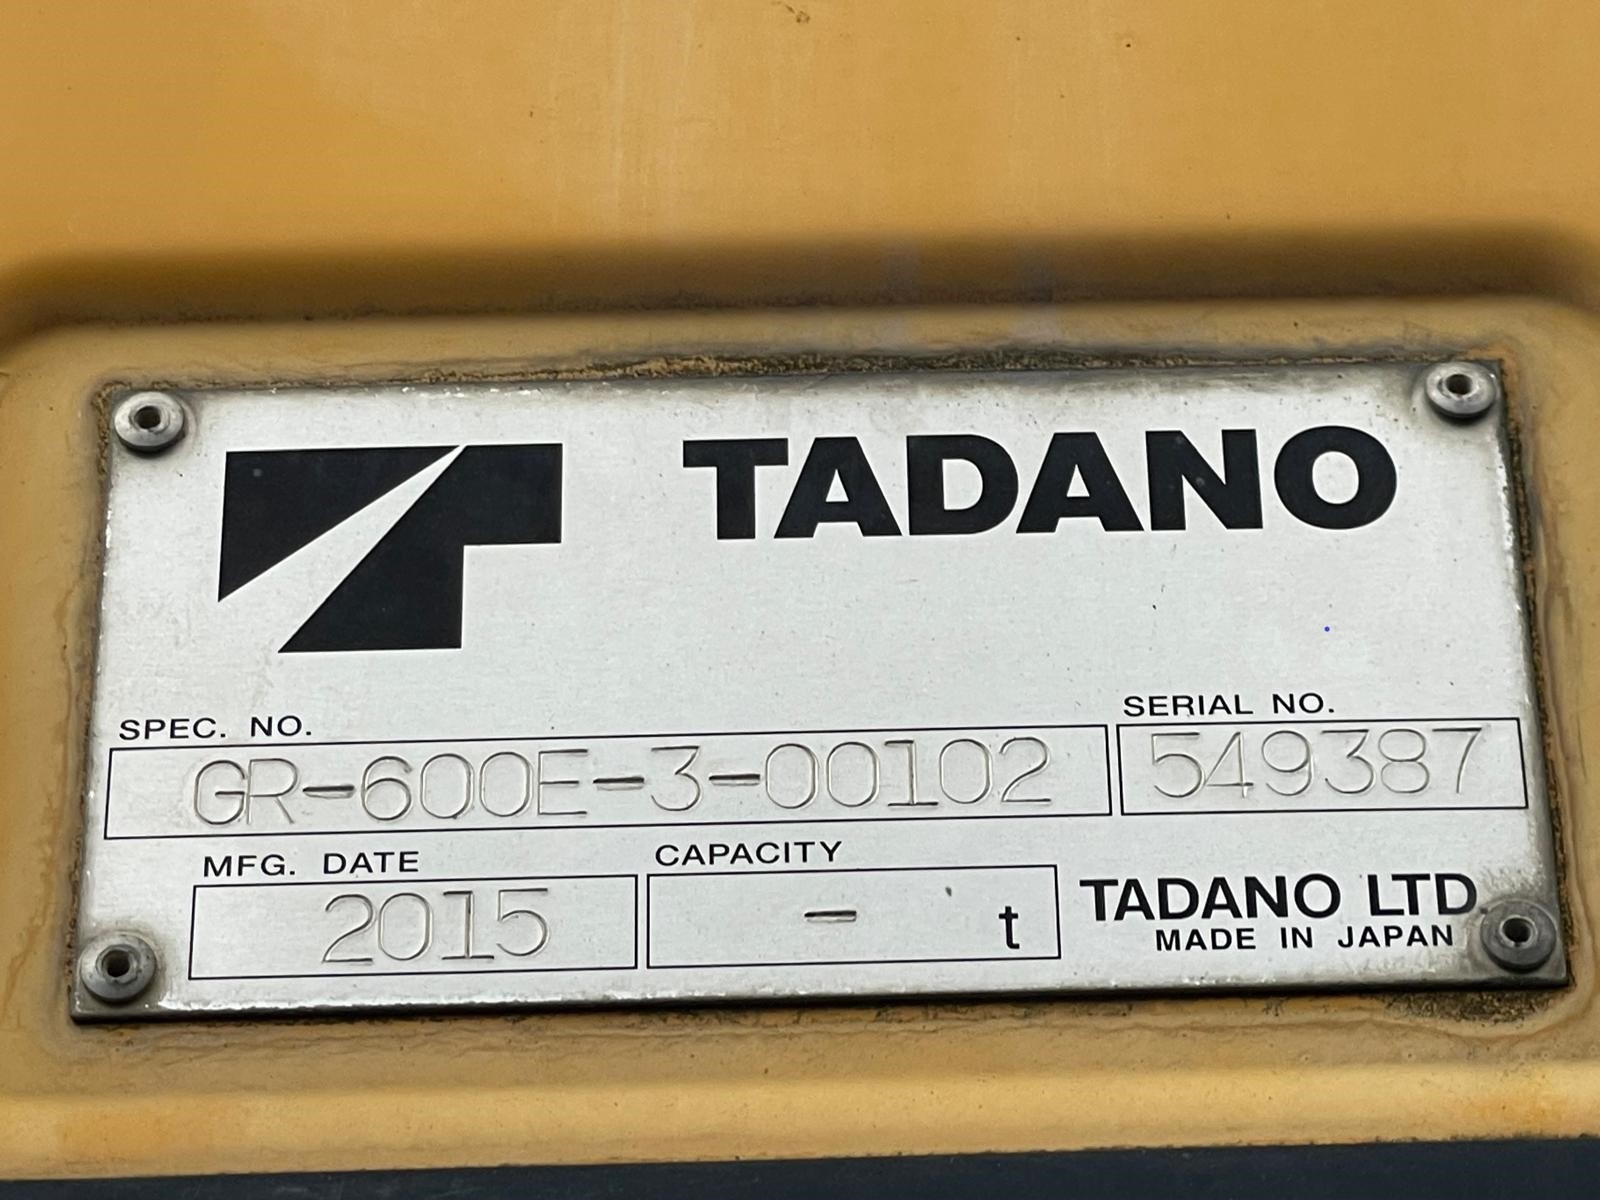 TADANO
SPEC. NO.
SERIAL NO.
GR-600E-3-00102
549387
MFG. DATE
CAPACITY
2015
- t
TADANO LTD.
MADE IN JAPAN